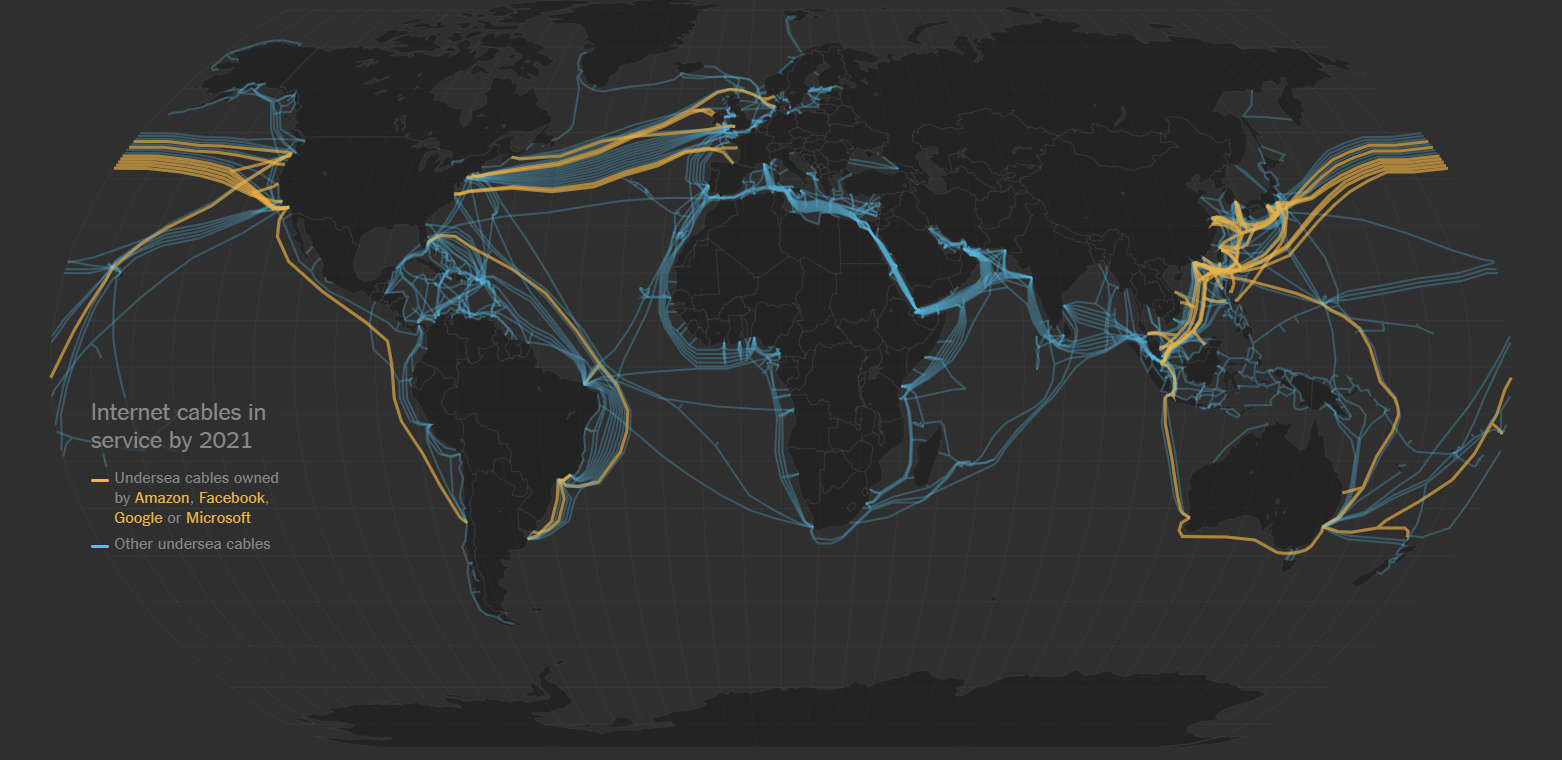 Internet cables in
service by 2021
Undersea cables owned
by Amazon, Facebook,
Google or Microsoft
Other undersea cables